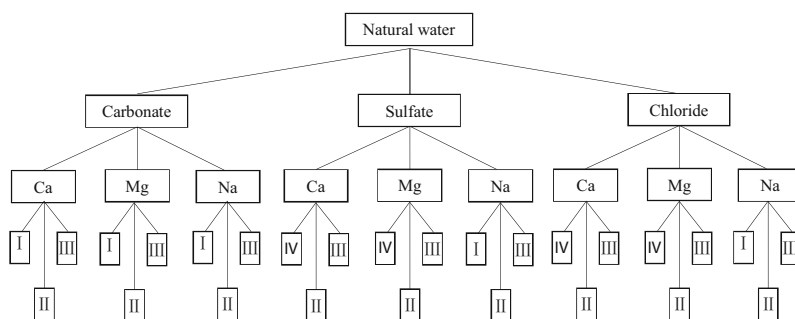 Natural water
Carbonate Sulfate Chloride
Ca Mg Na Ca Mg Na Ca Mg Na
I III I III I III IV III IV III I III IV III IV III I III
II II II II II II II II II